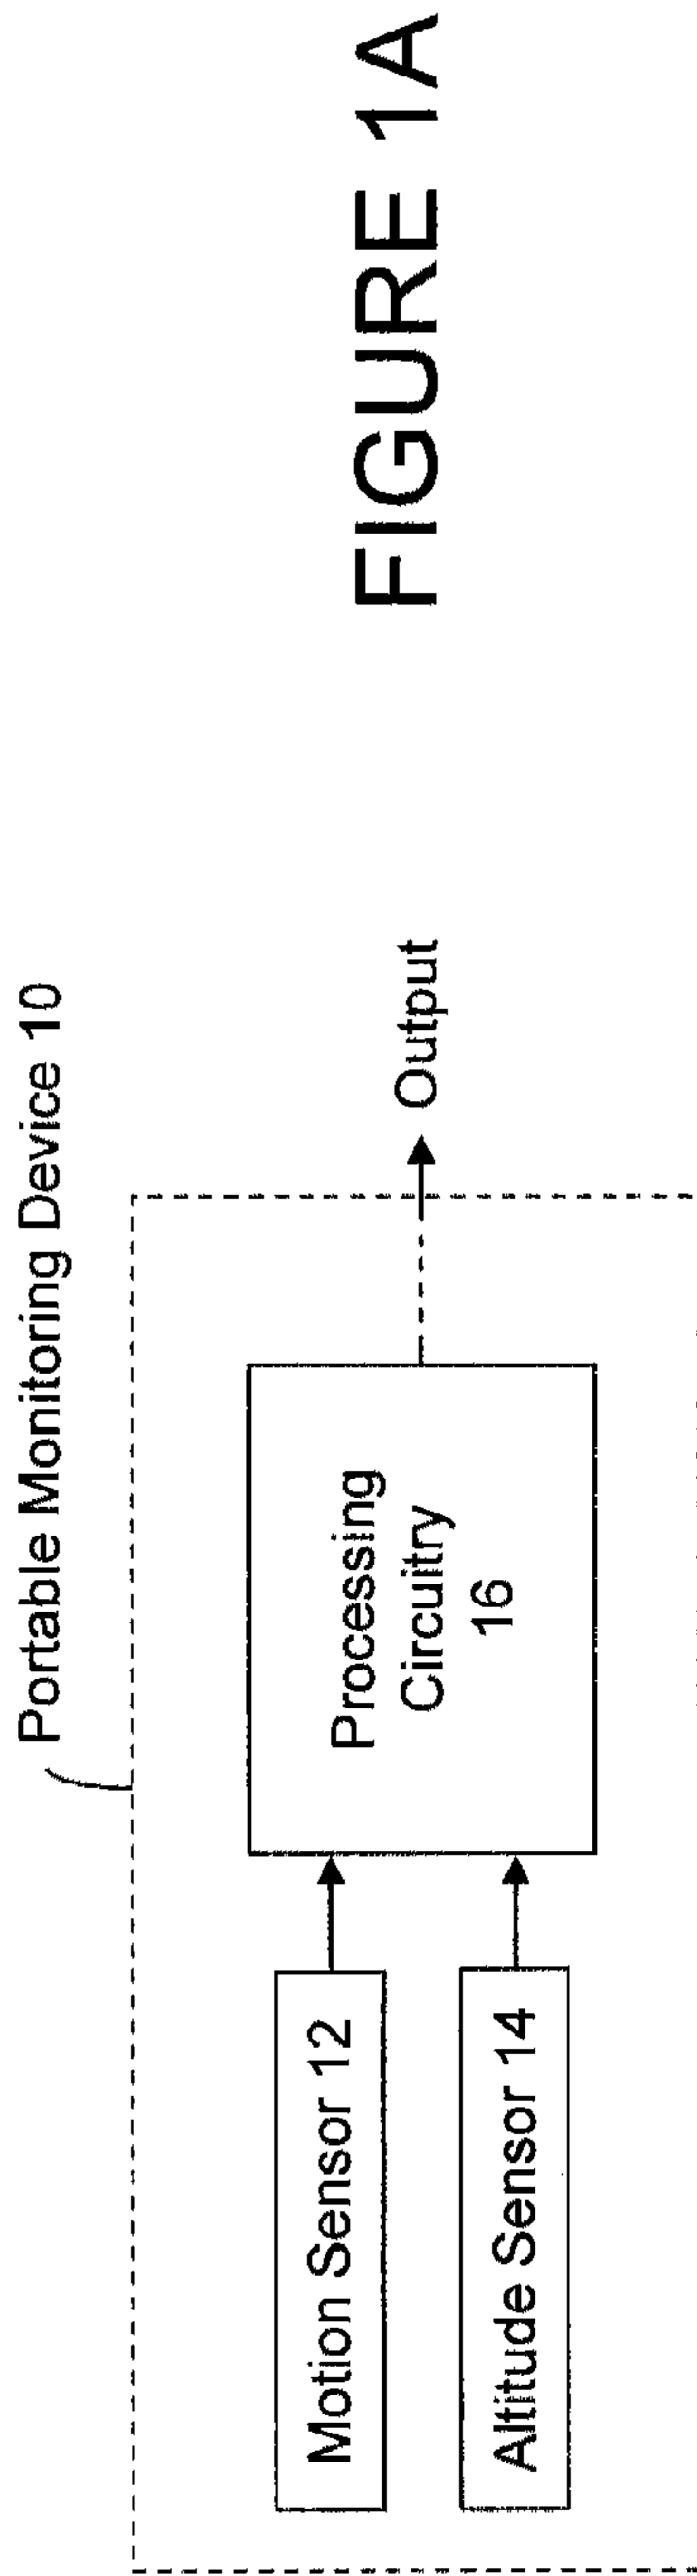 Portable Monitoring Device 10
Motion Sensor 12
Altitude Sensor 14
Processing
Circuitry
16
Output
FIGURE 1A